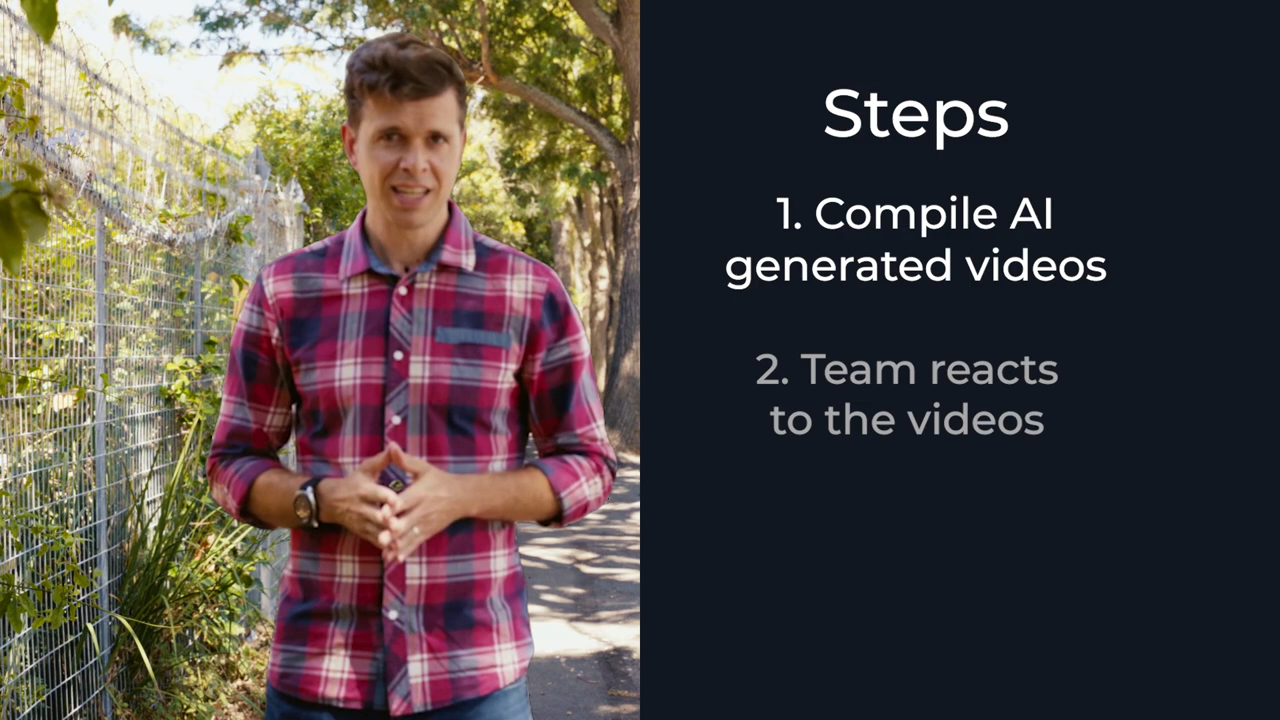 Steps
1. Compile AI
generated videos
2. Team reacts
to the videos